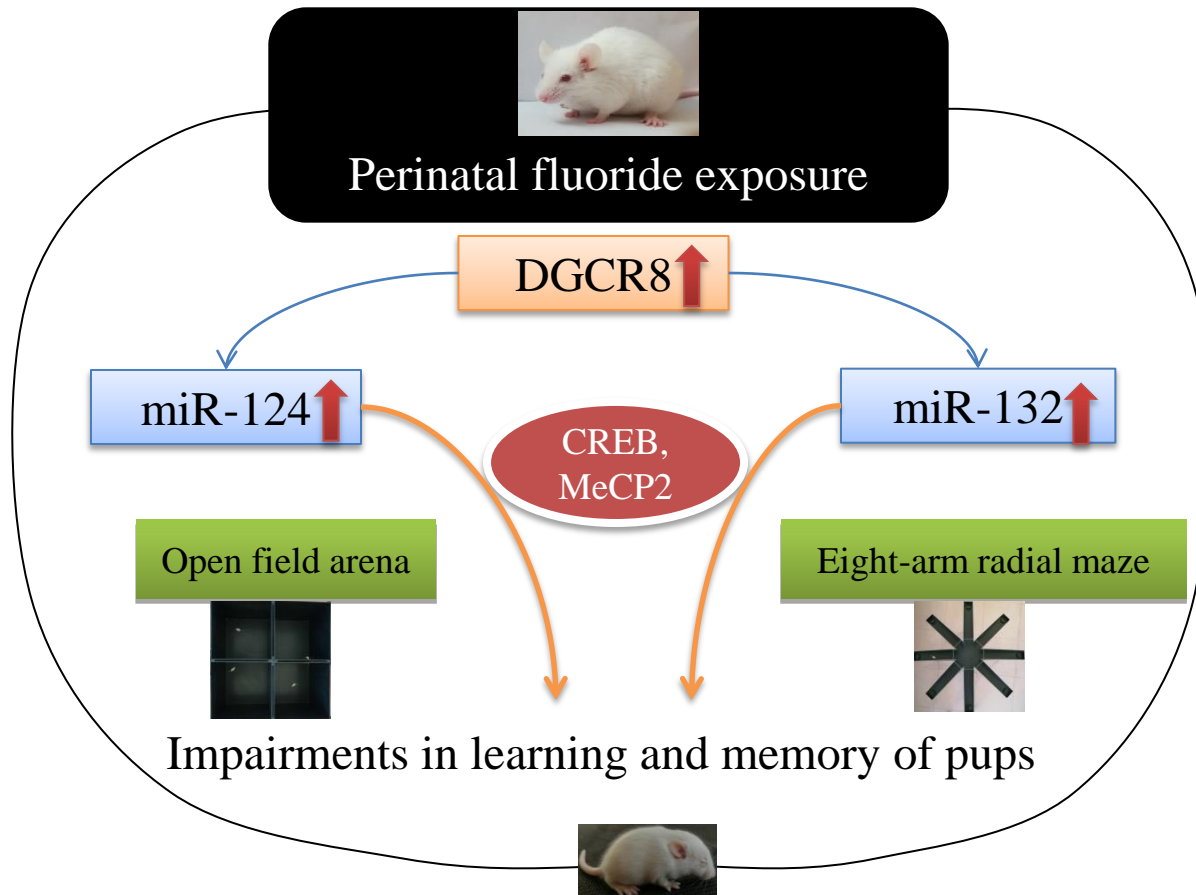 Perinatal fluoride exposure
DGCR8
miR-124
miR-132
CREB,
MeCP2
Open field arena
Eight-arm radial maze
Impairments in learning and memory of pups